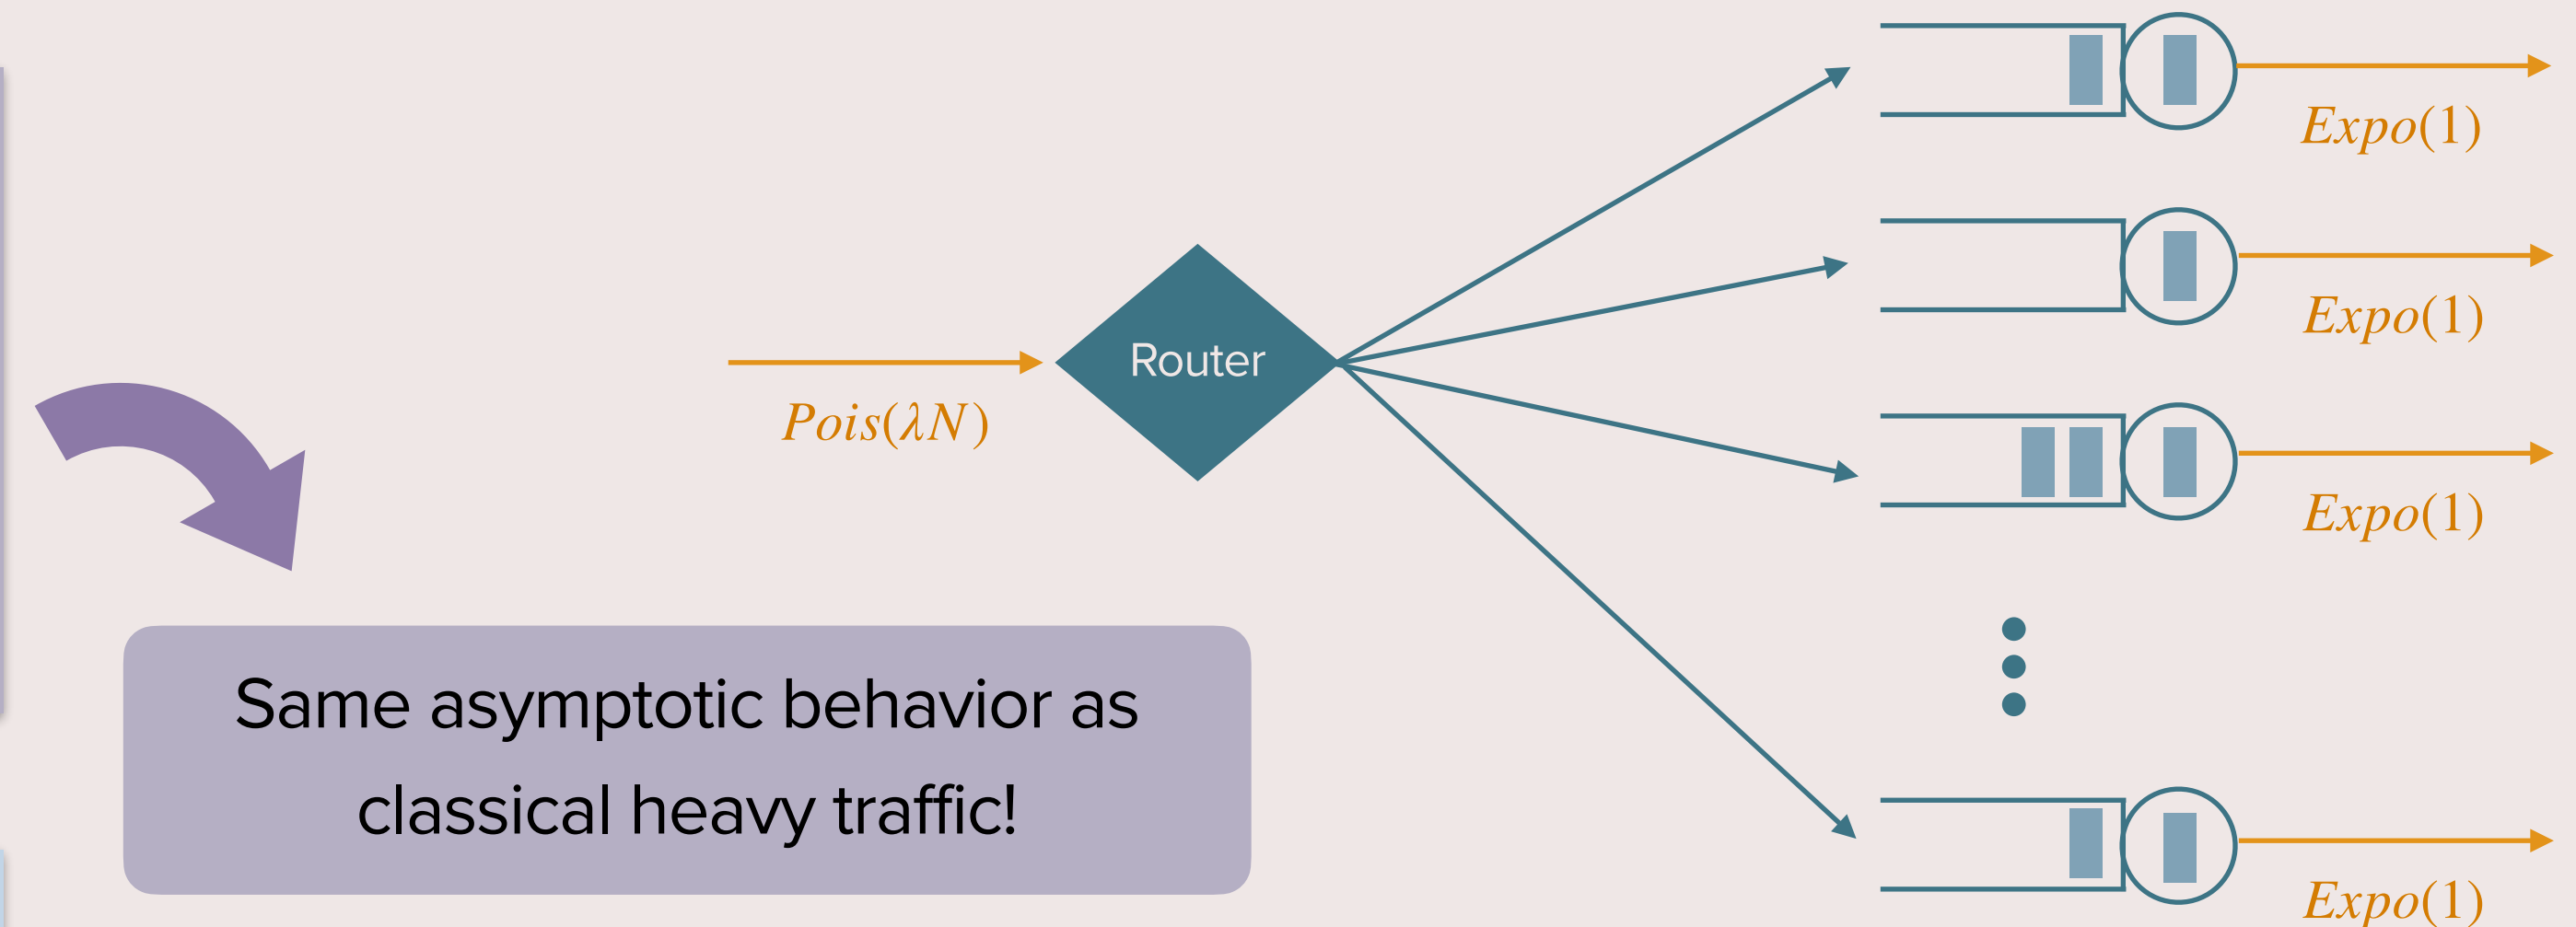 Expo(1)
Expo(1)
Router
Pois(λN)
Expo(1)
Same asymptotic behavior as
classical heavy traffic!
Expo(1)